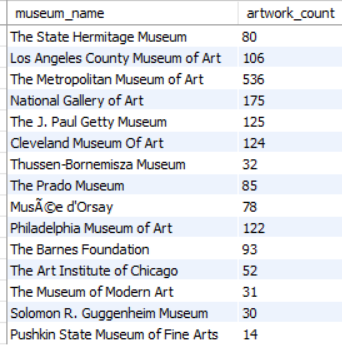 museum_name artwork_count
The State Hermitage Museum 80
Los Angeles County Museum of Art 106
The Metropolitan Museum of Art 536
National Gallery of Art 175
The J. Paul Getty Museum 125
Cleveland Museum Of Art 124
Thussen-Bornemisza Museum 32
The Prado Museum 85
MusÃ©e d'Orsay 78
Philadelphia Museum of Art 122
The Barnes Foundation 93
The Art Institute of Chicago 52
The Museum of Modern Art 31
Solomon R. Guggenheim Museum 30
Pushkin State Museum of Fine Arts 14